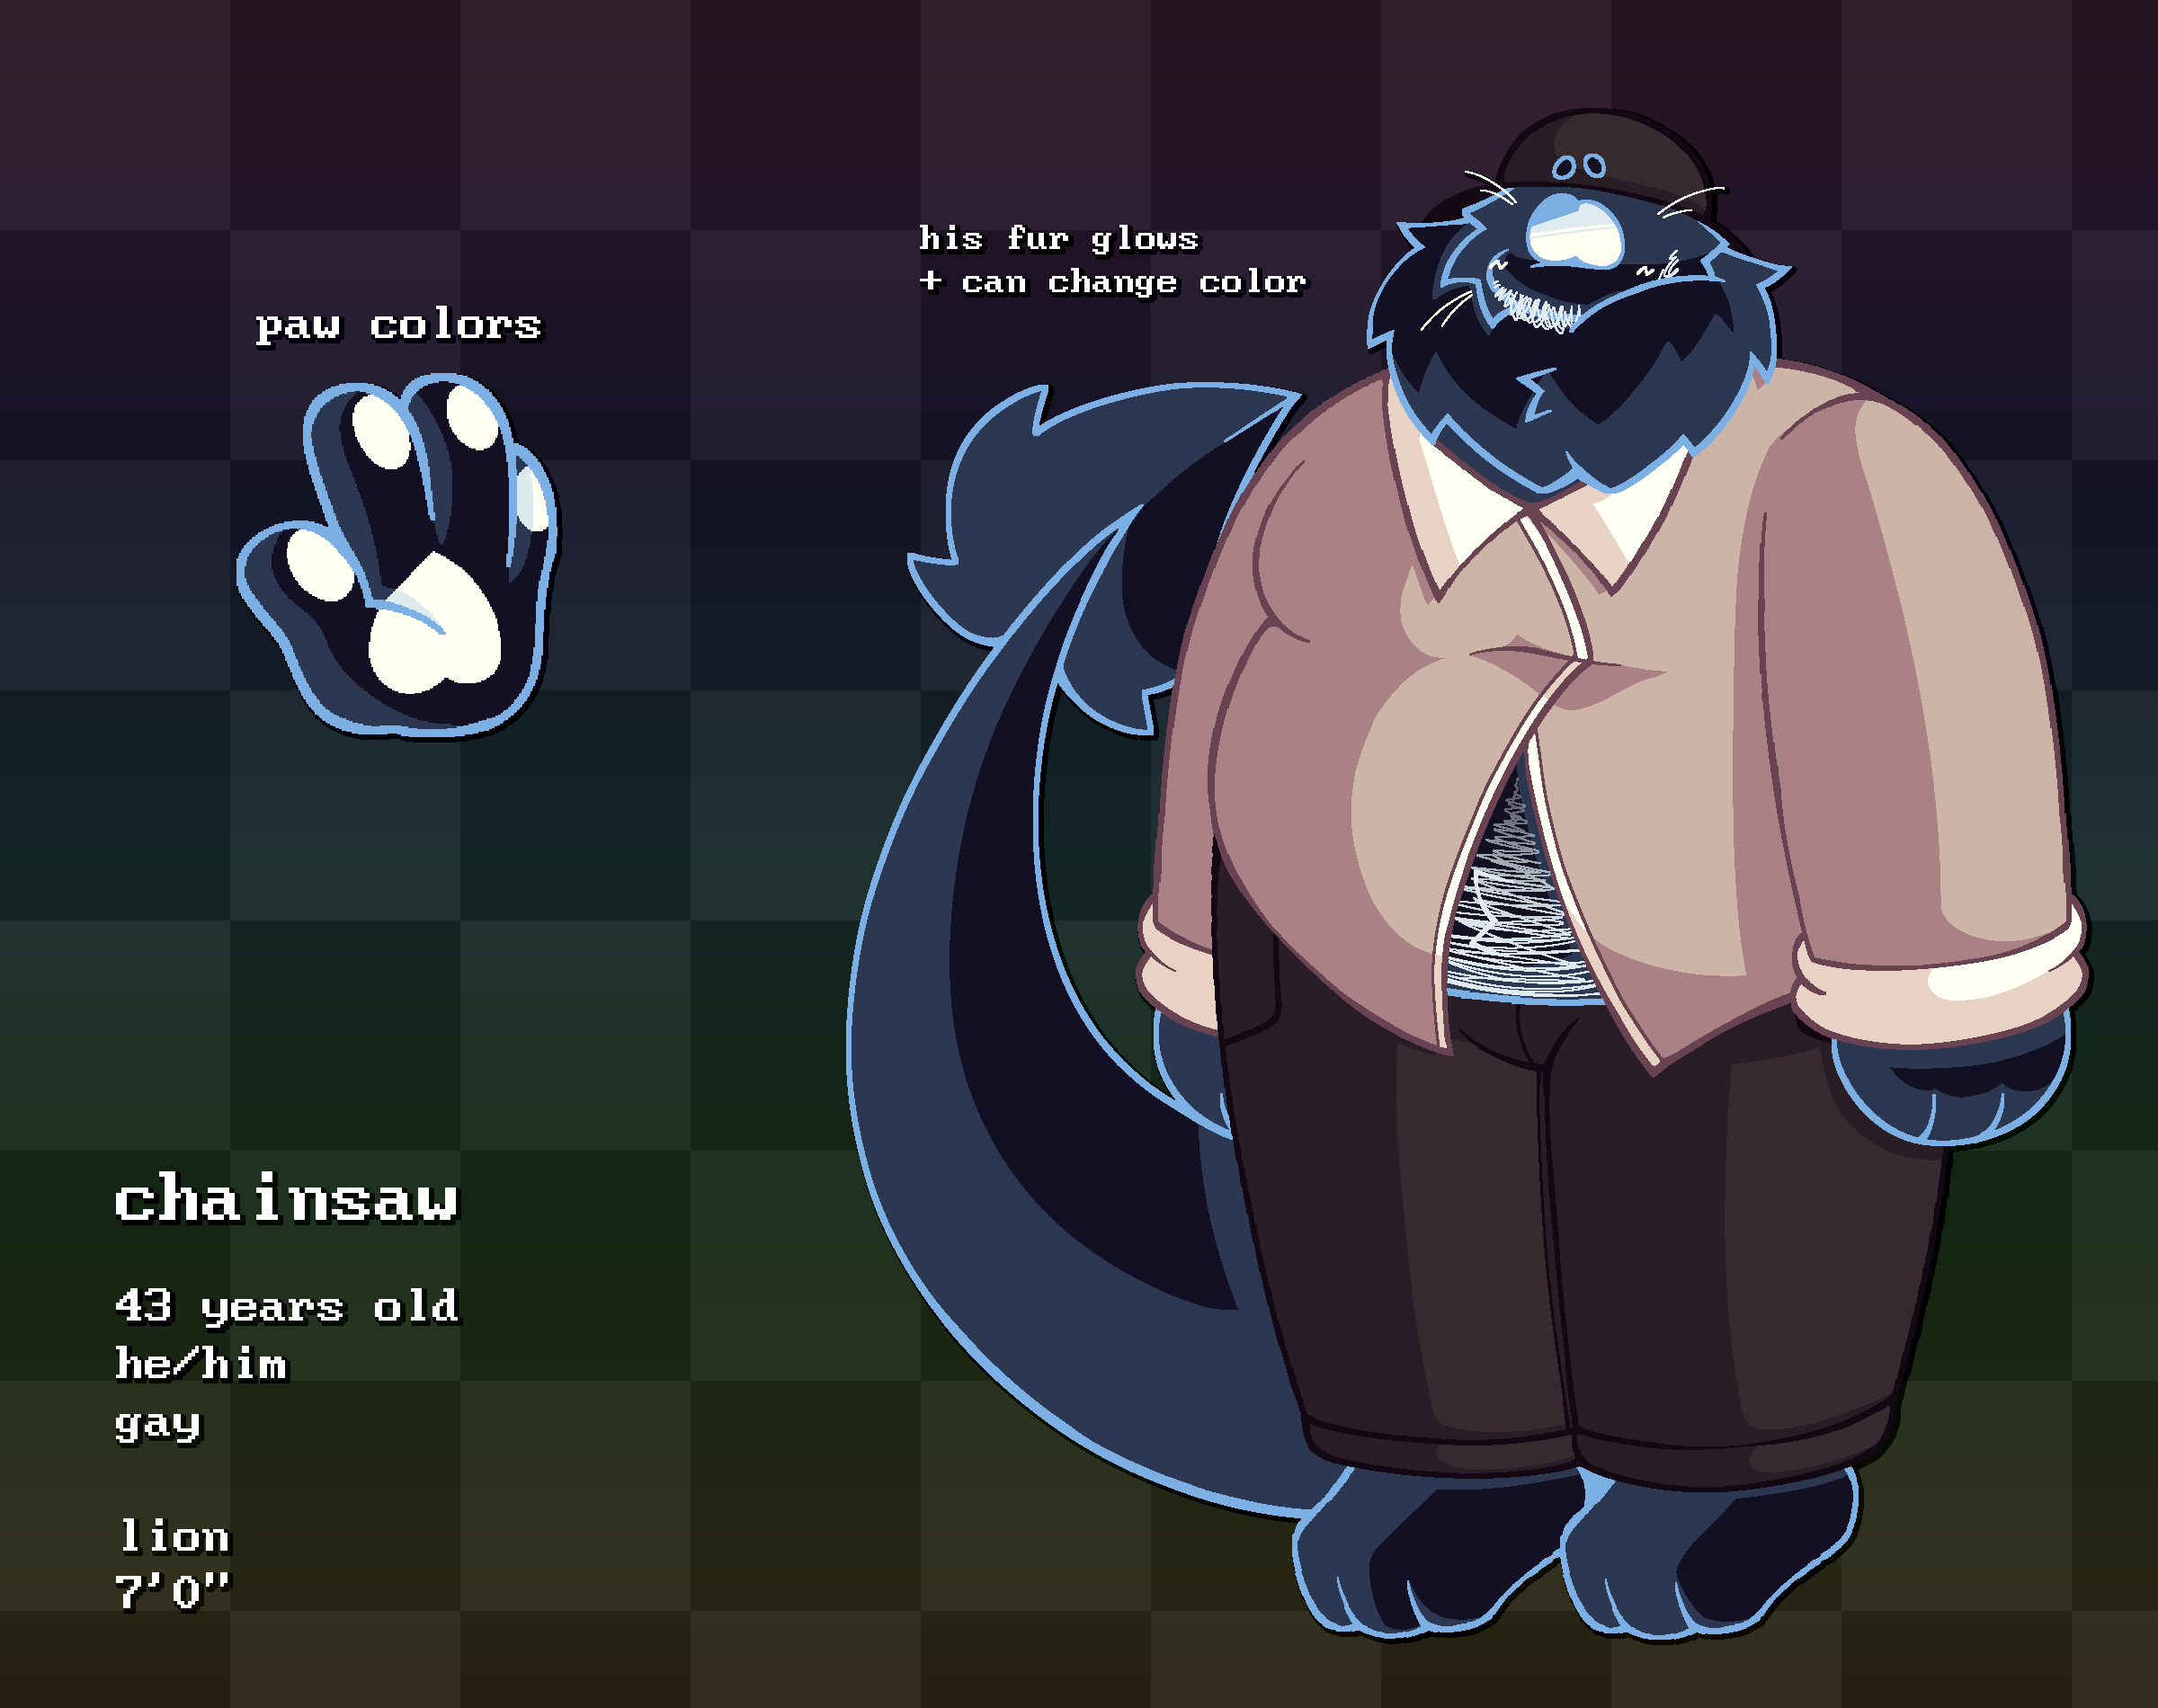 his fur glows
+ can change color
paw colors
chainsaw
43 years old
he/him
gay
lion
7'0"